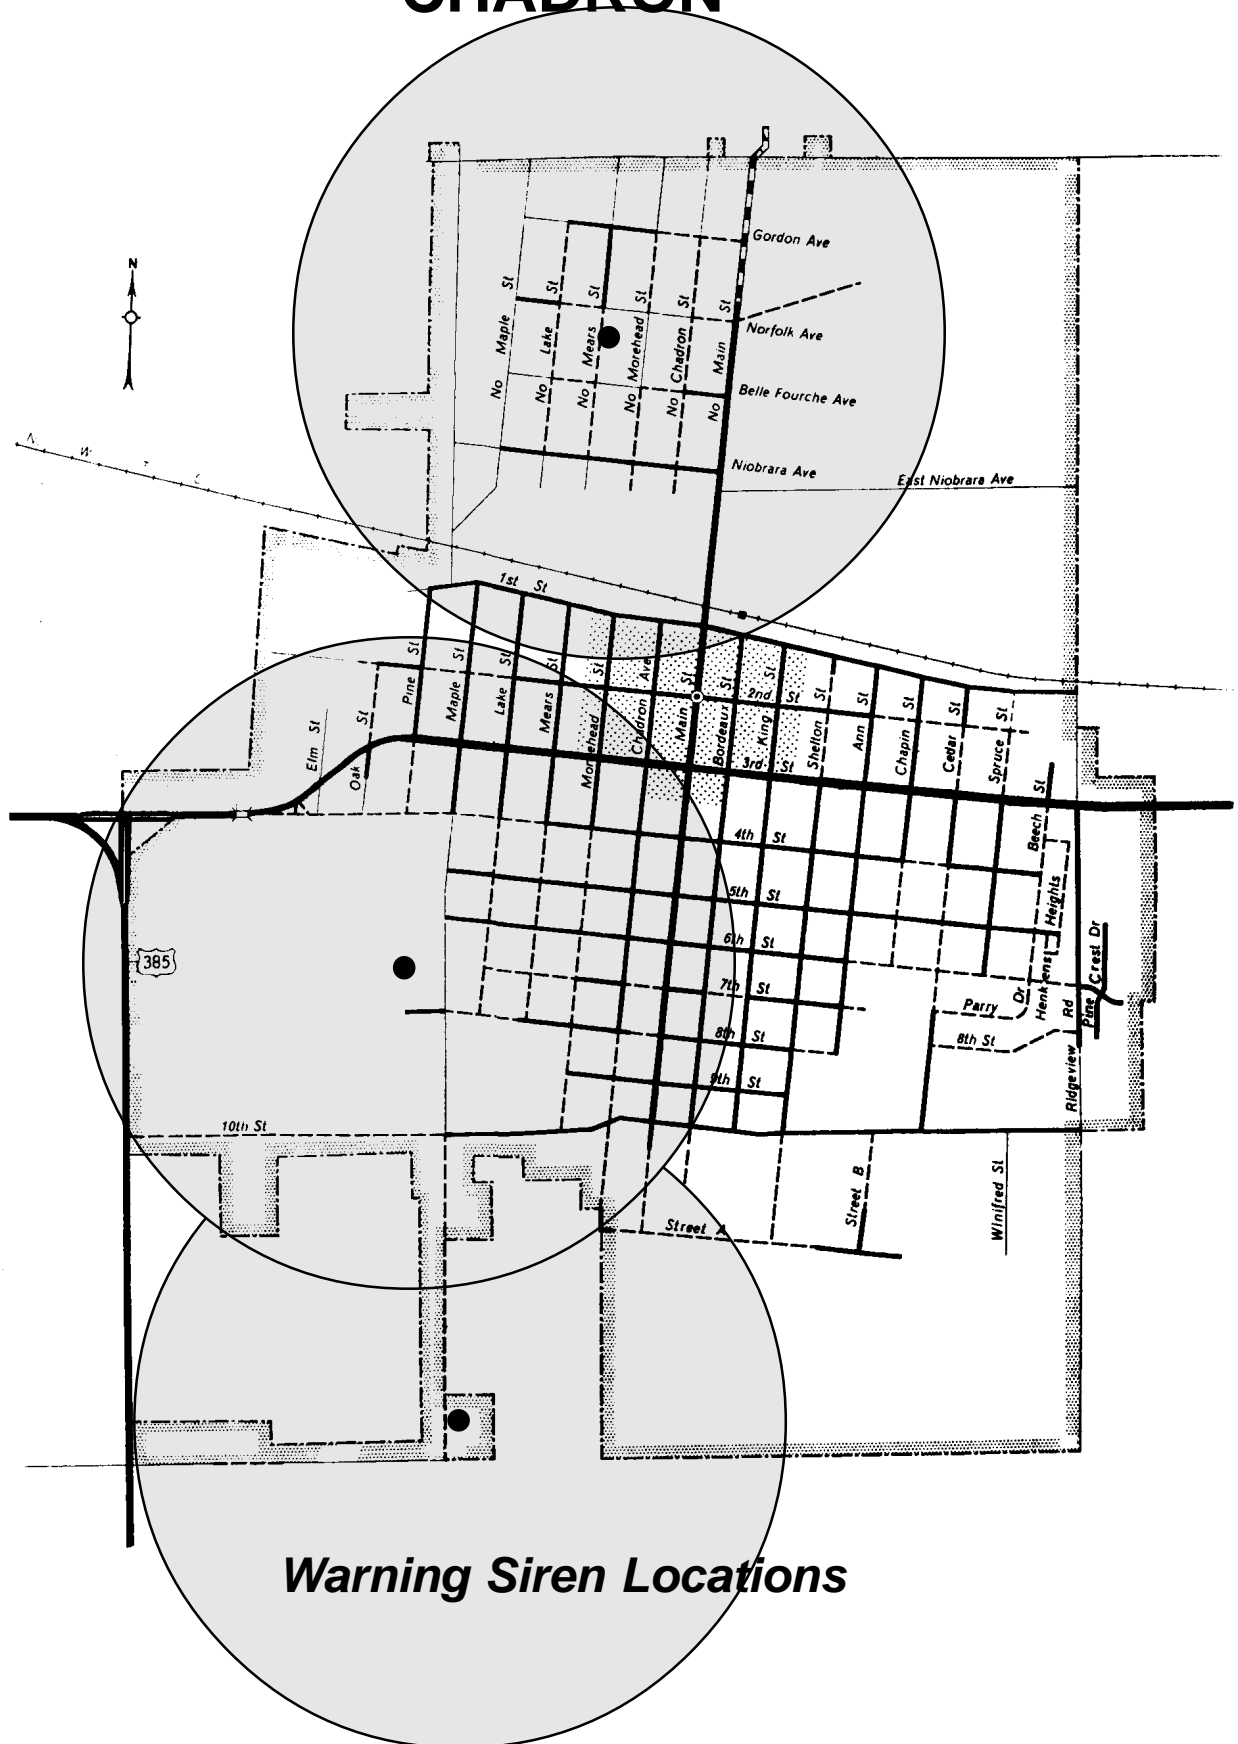 CHADRON
N
Gordon Ave
No Maple St
No Lake St
No Mears St
No Morehead St
No Chadron St
No Main St
Norfolk Ave
Belle Fourche Ave
Niobrara Ave
East Niobrara Ave
N W T C
1st St
Elm St
Oak St
Pine St
Maple St
Lake St
Mears St
Morehead St
Chadron Ave
Main St
Bordeaux St
King St
Shelton St
Ann St
Chapin St
Cedar St
Spruce St
Beech St
2nd St
3rd St
4th St
5th St
6th St
7th St
8th St
9th St
385
Henkens Heights
Parry Dr
8th St
Pine Crest Dr
Ridgeview Rd
10th St
Street A
Street B
Winifred St
Warning Siren Locations